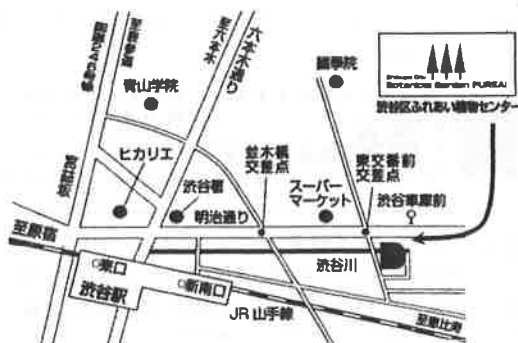 至表参道
国道246号線
至六本木
六本木通り
青山学院
國學院
Shibuya City
Botanical Garden FUREAI
渋谷区ふれあい植物センター
ヒカリエ
宮益坂
渋谷署
並木橋
交差点
東交番前
交差点
スーパー
マーケット
渋谷車庫前
明治通り
至原宿
東口
渋谷駅
新南口
渋谷川
JR 山手線
至恵比寿